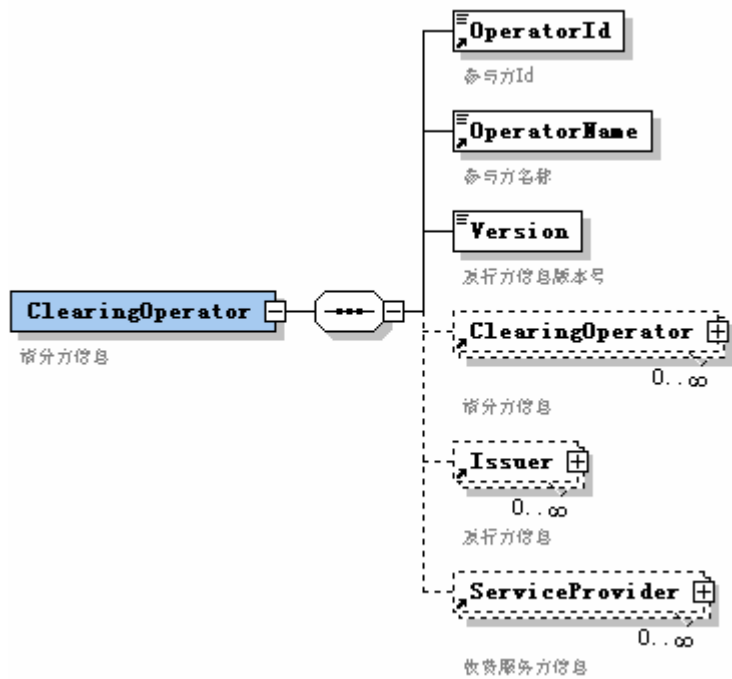 OperatorId
参与方Id
OperatorName
参与方名称
Version
发行方信息版本号
ClearingOperator
清分方信息
ClearingOperator
0..∞
清分方信息
Issuer
0..∞
发行方信息
ServiceProvider
0..∞
收费服务方信息